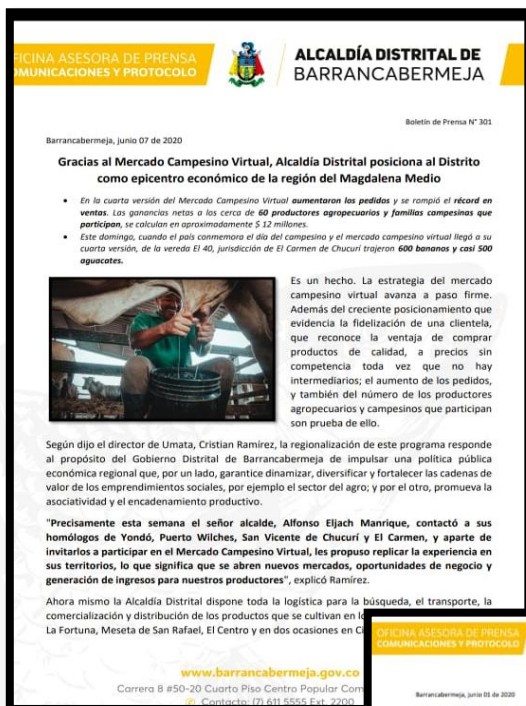 OFICINA ASESORA DE PRENSA
COMUNICACIONES Y PROTOCOLO
ALCALDÍA DISTRITAL DE
BARRANCABERMEJA
Boletín de Prensa N° 301
Barrancabermeja, junio 07 de 2020
Gracias al Mercado Campesino Virtual, Alcaldía Distrital posiciona al Distrito
como epicentro económico de la región del Magdalena Medio
• En la cuarta versión del Mercado Campesino Virtual aumentaron los pedidos y se rompió el récord en
ventas. Las ganancias netas a los cerca de 60 productores agropecuarios y familias campesinas que
participan, se calculan en aproximadamente $ 12 millones.
• Este domingo, cuando el país conmemora el día del campesino y el mercado campesino virtual llegó a su
cuarta versión, de la vereda El 40, jurisdicción de El Carmen de Chucurí trajeron 600 bananos y casi 500
aguacates.
Es un hecho. La estrategia del mercado
campesino virtual avanza a paso firme.
Además del creciente posicionamiento que
evidencia la fidelización de una clientela,
que reconoce la ventaja de comprar
productos de calidad, a precios sin
competencia toda vez que no hay
intermediarios; el aumento de los pedidos,
y también del número de los productores
agropecuarios y campesinos que participan
son prueba de ello.
Según dijo el director de Umata, Cristian Ramírez, la regionalización de este programa responde
al propósito del Gobierno Distrital de Barrancabermeja de impulsar una política pública
económica regional que, por un lado, garantice dinamizar, diversificar y fortalecer las cadenas de
valor de los emprendimientos sociales, por ejemplo el sector del agro; y por el otro, promueva la
asociatividad y el encadenamiento productivo.
"Precisamente esta semana el señor alcalde, Alfonso Eljach Manrique, contactó a sus
homólogos de Yondó, Puerto Wilches, San Vicente de Chucurí y El Carmen, y aparte de
invitarlos a participar en el Mercado Campesino Virtual, les propuso replicar la experiencia en
sus territorios, lo que significa que se abren nuevos mercados, oportunidades de negocio y
generación de ingresos para nuestros productores", explicó Ramírez.
Ahora mismo la Alcaldía Distrital dispone toda la logística para la búsqueda, el transporte, la
comercialización y distribución de los productos que se cultivan en
La Fortuna, Meseta de San Rafael, El Centro y en dos ocasiones en
www.barrancabermeja.gov.co
Carrera 8 #50-20 Cuarto Piso Centro Popular Com
Contacto: (7) 611 5555 Ext. 2200
OFICINA ASESORA DE PRENSA
COMUNICACIONES Y PROTOCOLO
Barrancabermeja, junio 01 de 2020